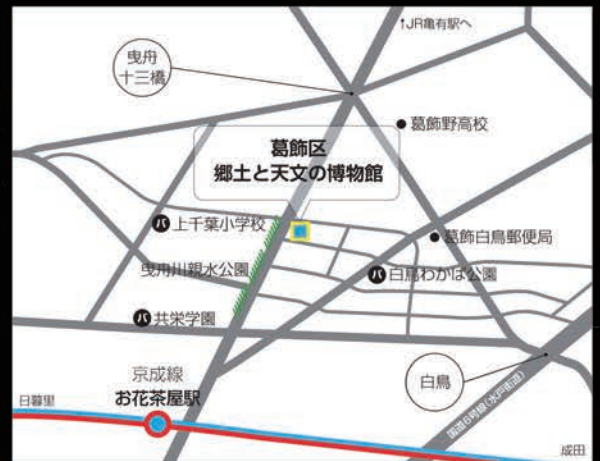 ↑JR亀有駅へ
曳舟
十三橋
葛飾野高校
葛飾区
郷土と天文の博物館
バ 上千葉小学校
葛飾白鳥郵便局
曳舟川親水公園
バ 白鳥わかば公園
バ 共栄学園
京成線
お花茶屋駅
白鳥
日暮里
国道6号線(水戸街道)
成田